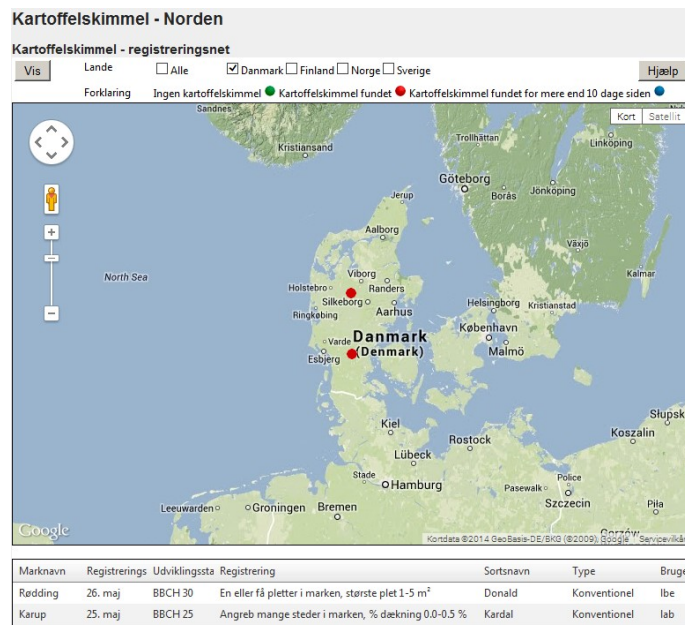 Kartoffelskimmel - Norden
Kartoffelskimmel - registreringsnet
Vis Lande Alle Danmark Finland Norge Sverige Hjælp
Forklaring Ingen kartoffelskimmel Kartoffelskimmel fundet Kartoffelskimmel fundet for mere end 10 dage siden
Kort Satellit
Sandnes
Kristiansand
Trollhättan
Linköping
Göteborg
Borås
Jönköping
Jerup
Aalborg
Växjö
Kalmar
North Sea
Viborg
Holstebro
Randers
Silkeborg
Aarhus
Ringkøbing
Helsingborg
Kristianstad
København
Varde
Danmark
(Denmark)
Esbjerg
Malmö
Kiel
Rostock
Lübeck
Słupsk
Koszalin
Stade
Hamburg
Police
Pasewalk
Szczecin
Piła
Leeuwarden
Groningen
Bremen
Gorzów
Google
Kortdata ©2014 GeoBasis-DE/BKG (©2009), Google Servicevilkår
Marknavn Registrerings Udviklingssta Registrering Sortsnavn Type Bruge
Rødding 26. maj BBCH 30 En eller få pletter i marken, største plet 1-5 m² Donald Konventionel lbe
Karup 25. maj BBCH 25 Angreb mange steder i marken, % dækning 0.0-0.5 % Kardal Konventionel lab